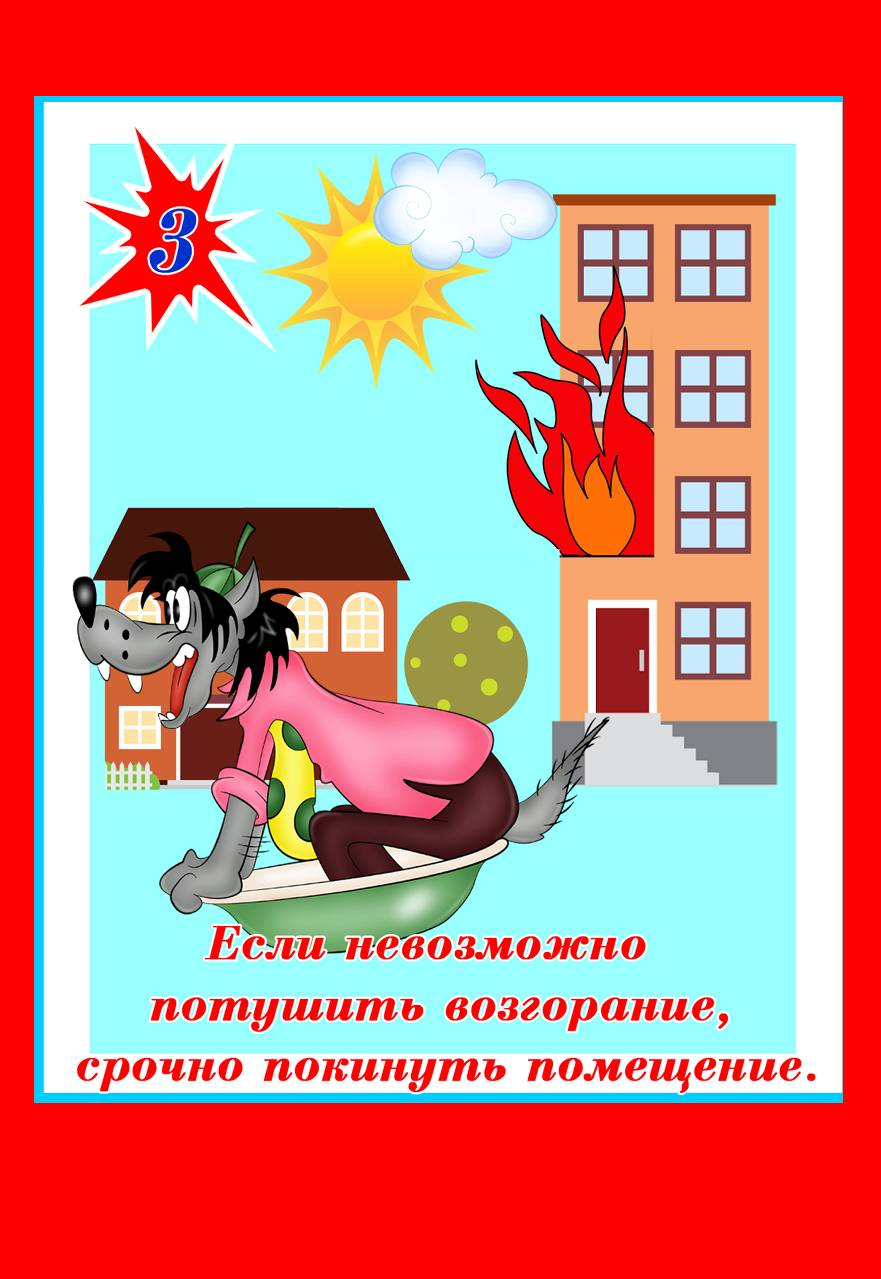 3
Если невозможно
потушить возгорание,
срочно покинуть помещение.